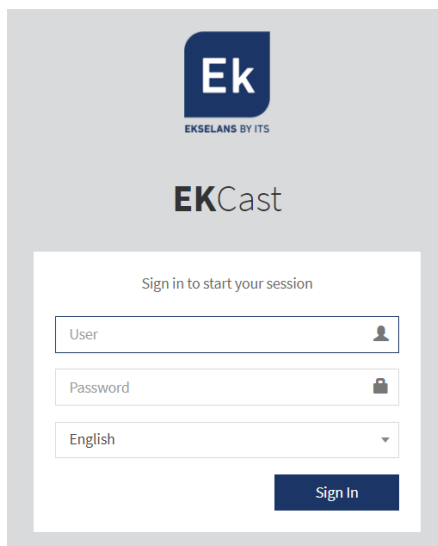 Ek
EKSELANS BY ITS
EKCast
Sign in to start your session
User
Password
English
Sign In